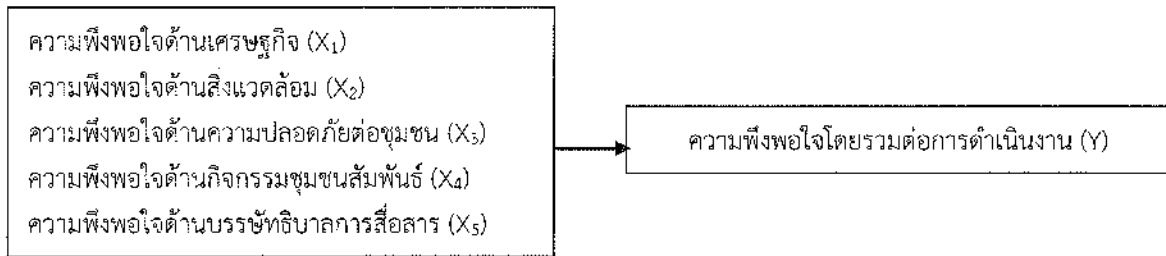 ความพึงพอใจด้านเศรษฐกิจ (X₁)
ความพึงพอใจด้านสิ่งแวดล้อม (X₂)
ความพึงพอใจด้านความปลอดภัยต่อชุมชน (X₃)
ความพึงพอใจด้านกิจกรรมชุมชนสัมพันธ์ (X₄)
ความพึงพอใจด้านบรรษัทธิบาลการสื่อสาร (X₅)
ความพึงพอใจโดยรวมต่อการดำเนินงาน (Y)